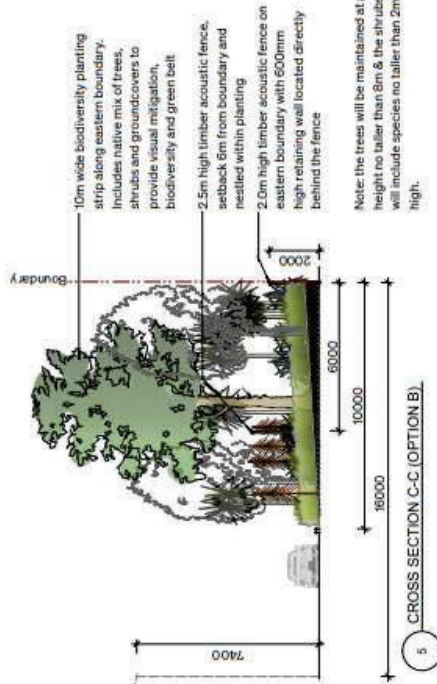 Boundary
10m wide biodiversity planting
strip along eastern boundary.
Includes native mix of trees,
shrubs and groundcovers to
provide visual mitigation,
biodiversity and green belt
2.5m high timber acoustic fence,
setback 6m from boundary and
nestled within planting
2.0m high timber acoustic fence on
eastern boundary with 600mm
high retaining wall located directly
behind the fence
Note: the trees will be maintained at
height no taller than 8m & the shrubs
will include species no taller than 2m
high.
2000
6000
10000
16000
7400
5
CROSS SECTION C-C (OPTION B)